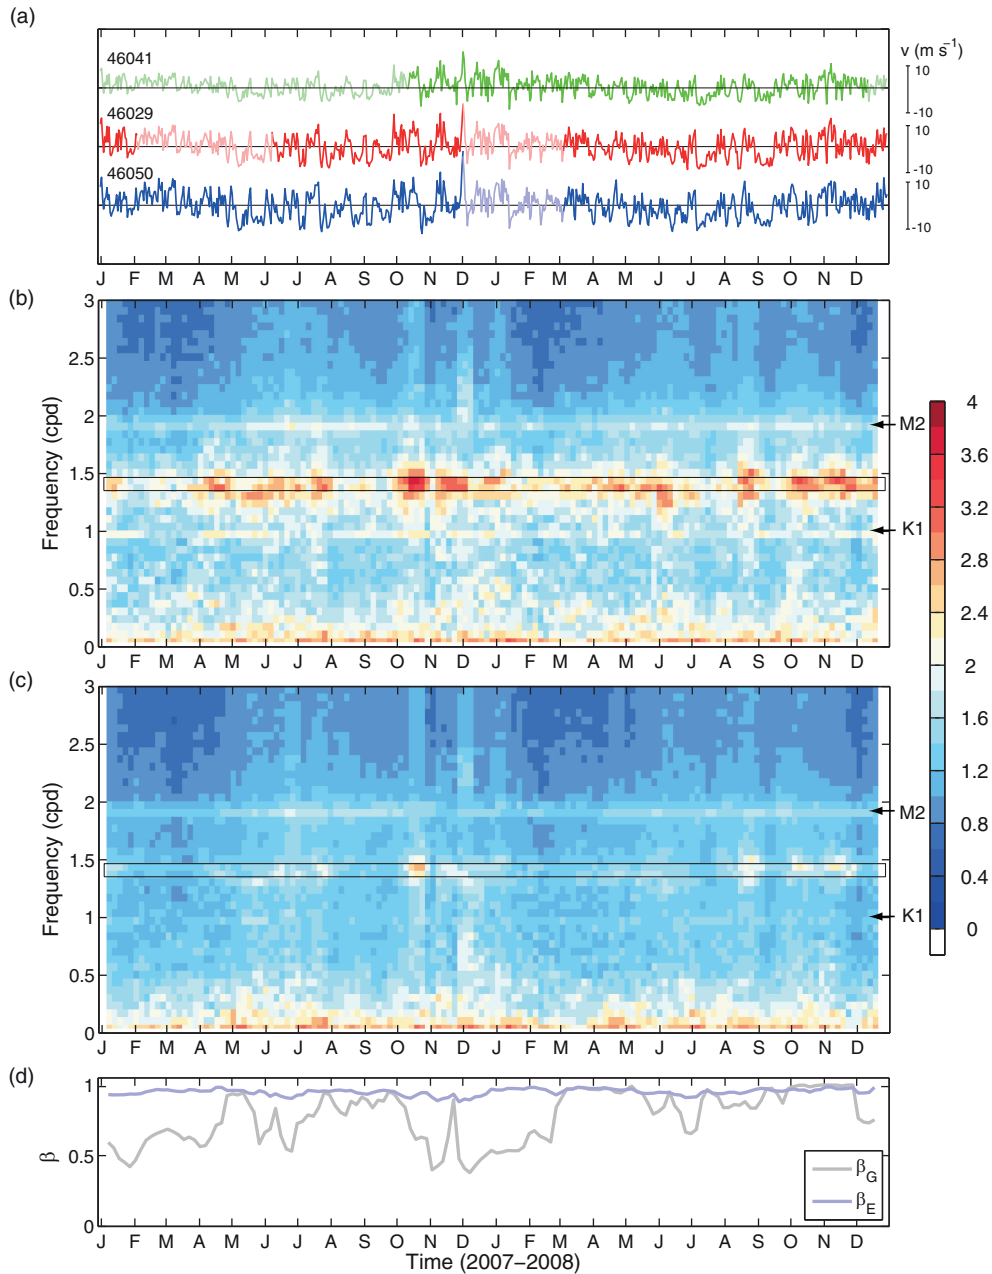 (a)
46041
46029
46050
v (m s⁻¹)
10
-10
10
-10
10
-10
J F M A M J J A S O N D J F M A M J J A S O N D
(b)
Frequency (cpd)
3
2.5
2
1.5
1
0.5
0
M2
K1
J F M A M J J A S O N D J F M A M J J A S O N D
(c)
Frequency (cpd)
3
2.5
2
1.5
1
0.5
0
M2
K1
J F M A M J J A S O N D J F M A M J J A S O N D
4
3.6
3.2
2.8
2.4
2
1.6
1.2
0.8
0.4
0
(d)
β
1
0.5
0
β_G
β_E
J F M A M J J A S O N D J F M A M J J A S O N D
Time (2007–2008)